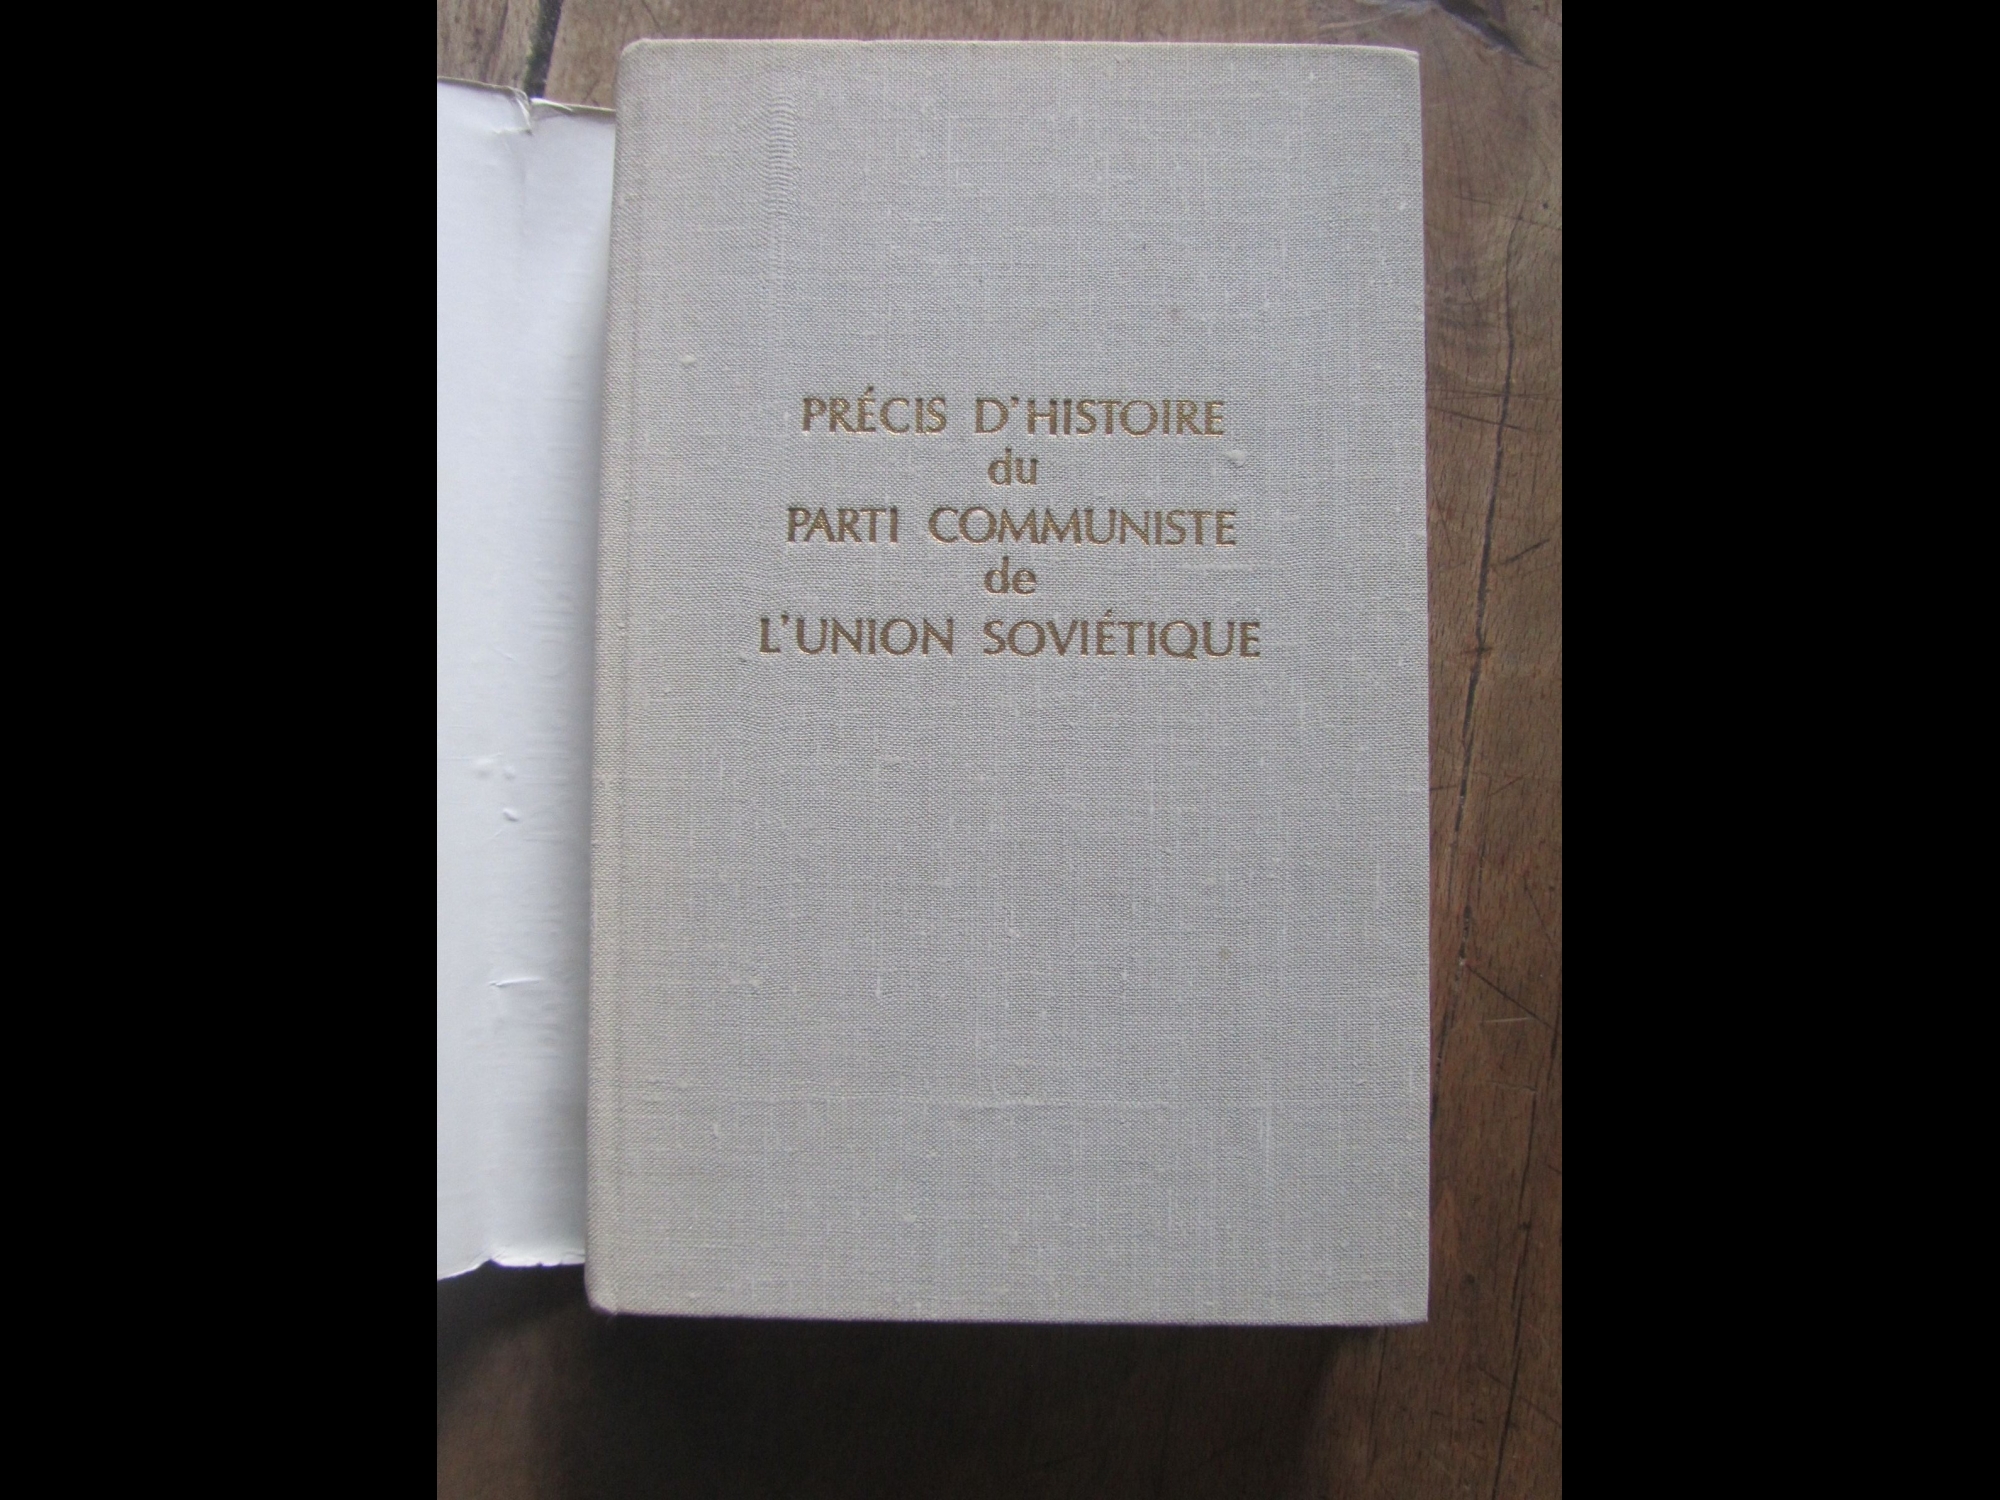 PRÉCIS D'HISTOIRE
du
PARTI COMMUNISTE
de
L'UNION SOVIÉTIQUE